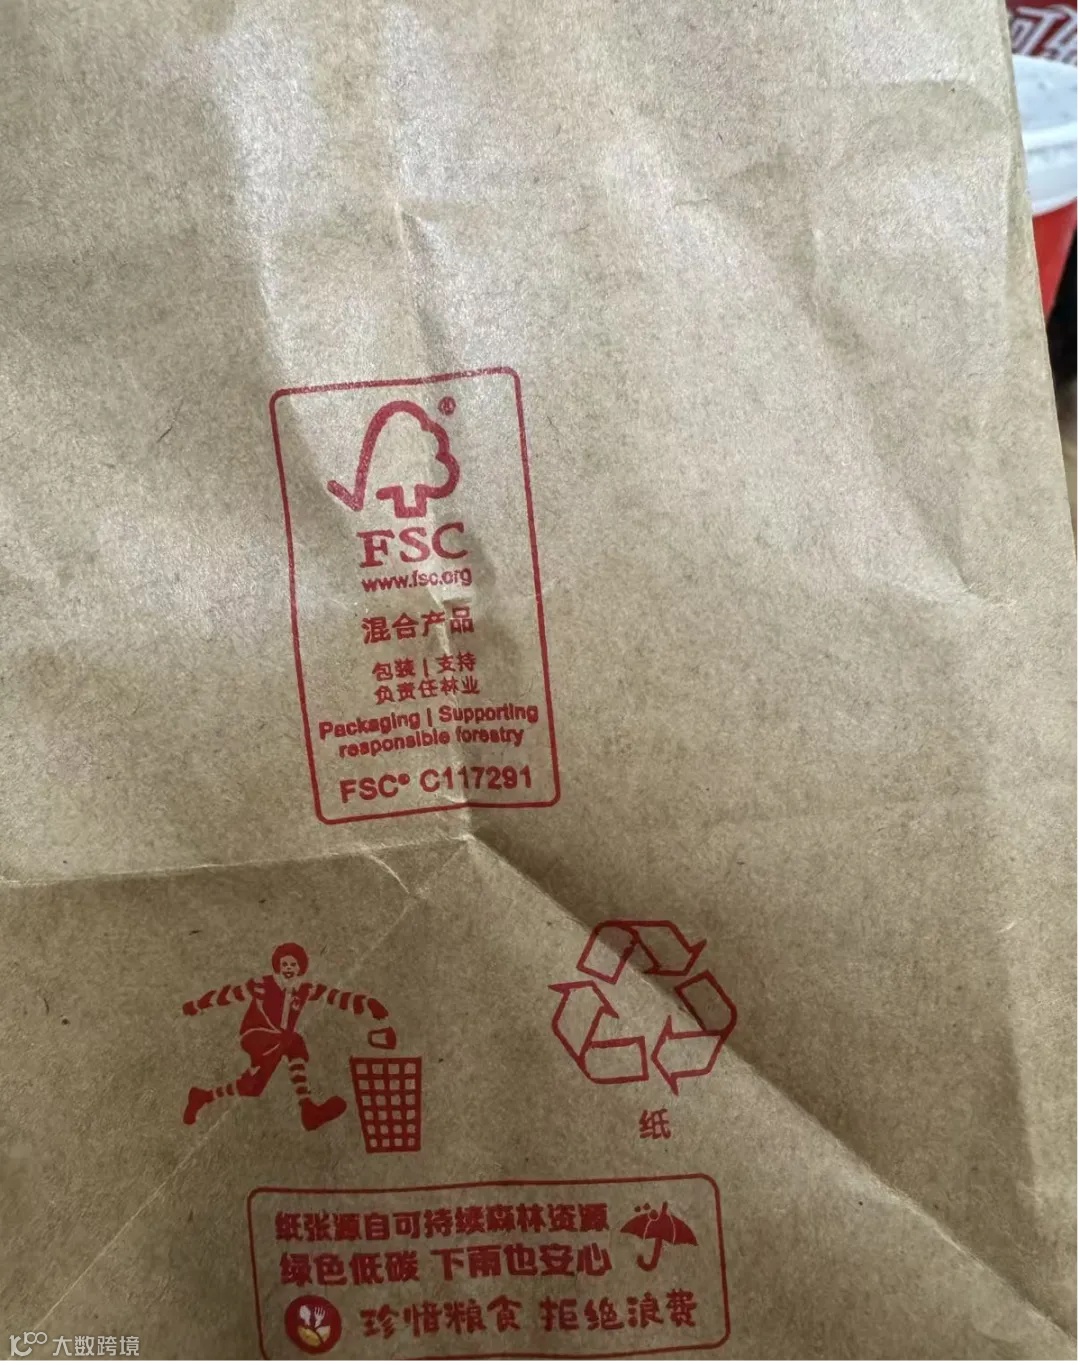 FSC®
www.fsc.org
混合产品
包装 | 支持
负责任林业
Packaging | Supporting
responsible forestry
FSC® C117291
纸
纸张源自可持续森林资源
绿色低碳 下雨也安心
珍惜粮食 拒绝浪费
大数跨境